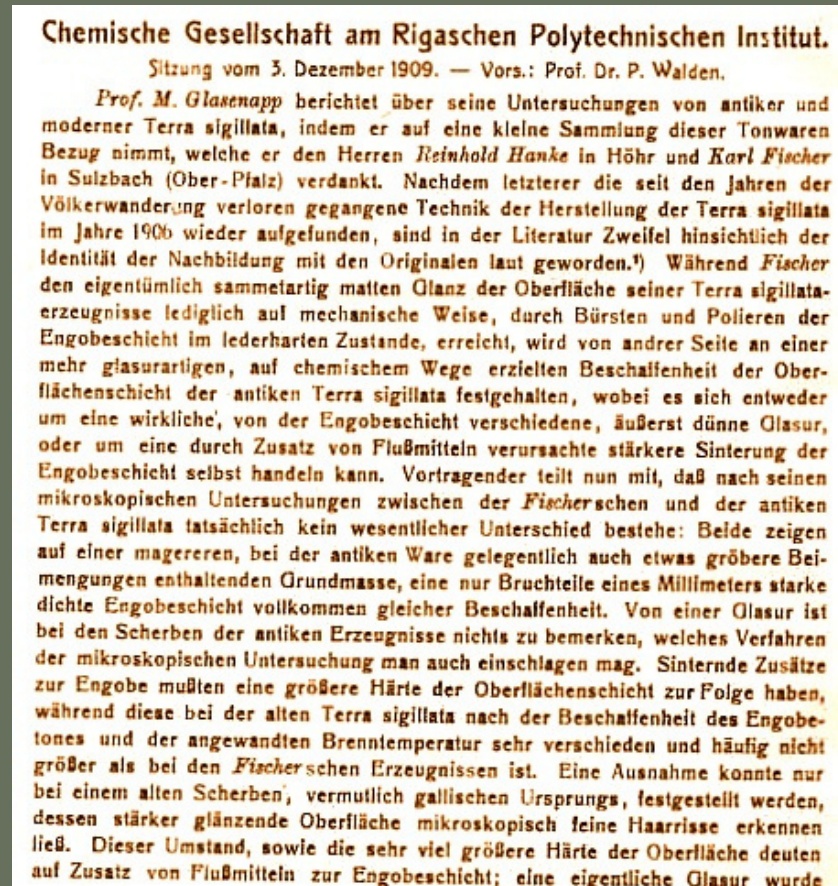 Chemische Gesellschaft am Rigaschen Polytechnischen Institut.
Sitzung vom 3. Dezember 1909. — Vors.: Prof. Dr. P. Walden.
Prof. M. Glasenapp berichtet über seine Untersuchungen von antiker und
moderner Terra sigillata, indem er auf eine kleine Sammlung dieser Tonwaren
Bezug nimmt, welche er den Herren Reinhold Hanke in Höhr und Karl Fischer
in Sulzbach (Ober-Pfalz) verdankt. Nachdem letzterer die seit den Jahren der
Völkerwanderung verloren gegangene Technik der Herstellung der Terra sigillata
im Jahre 1906 wieder aufgefunden, sind in der Literatur Zweifel hinsichtlich der
Identität der Nachbildung mit den Originalen laut geworden.¹) Während Fischer
den eigentümlich sammetartig matten Glanz der Oberfläche seiner Terra sigillata-
erzeugnisse lediglich auf mechanische Weise, durch Bürsten und Polieren der
Engobeschicht im lederharten Zustande, erreicht, wird von andrer Seite an einer
mehr glasurartigen, auf chemischem Wege erzielten Beschaffenheit der Ober-
flächenschicht der antiken Terra sigillata festgehalten, wobei es sich entweder
um eine wirkliche, von der Engobeschicht verschiedene, äußerst dünne Glasur,
oder um eine durch Zusatz von Flußmitteln verursachte stärkere Sinterung der
Engobeschicht selbst handeln kann. Vortragender teilt nun mit, daß nach seinen
mikroskopischen Untersuchungen zwischen der Fischerschen und der antiken
Terra sigillata tatsächlich kein wesentlicher Unterschied bestehe: Beide zeigen
auf einer magereren, bei der antiken Ware gelegentlich auch etwas gröbere Bei-
mengungen enthaltenden Grundmasse, eine nur Bruchteile eines Millimeters starke
dichte Engobeschicht vollkommen gleicher Beschaffenheit. Von einer Glasur ist
bei den Scherben der antiken Erzeugnisse nichts zu bemerken, welches Verfahren
der mikroskopischen Untersuchung man auch einschlagen mag. Sinternde Zusätze
zur Engobe mußten eine größere Härte der Oberflächenschicht zur Folge haben,
während diese bei der alten Terra sigillata nach der Beschaffenheit des Engobe-
tones und der angewandten Brenntemperatur sehr verschieden und häufig nicht
größer als bei den Fischerschen Erzeugnissen ist. Eine Ausnahme konnte nur
bei einem alten Scherben, vermutlich gallischen Ursprungs, festgestellt werden,
dessen stärker glänzende Oberfläche mikroskopisch feine Haarrisse erkennen
ließ. Dieser Umstand, sowie die sehr viel größere Härte der Oberfläche deuten
auf Zusatz von Flußmitteln zur Engobeschicht; eine eigentliche Glasur wurde